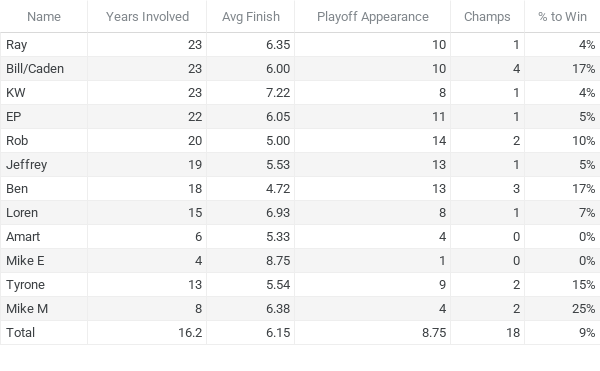 Name Years Involved Avg Finish Playoff Appearance Champs % to Win
Ray 23 6.35 10 1 4%
Bill/Caden 23 6.00 10 4 17%
KW 23 7.22 8 1 4%
EP 22 6.05 11 1 5%
Rob 20 5.00 14 2 10%
Jeffrey 19 5.53 13 1 5%
Ben 18 4.72 13 3 17%
Loren 15 6.93 8 1 7%
Amart 6 5.33 4 0 0%
Mike E 4 8.75 1 0 0%
Tyrone 13 5.54 9 2 15%
Mike M 8 6.38 4 2 25%
Total 16.2 6.15 8.75 18 9%